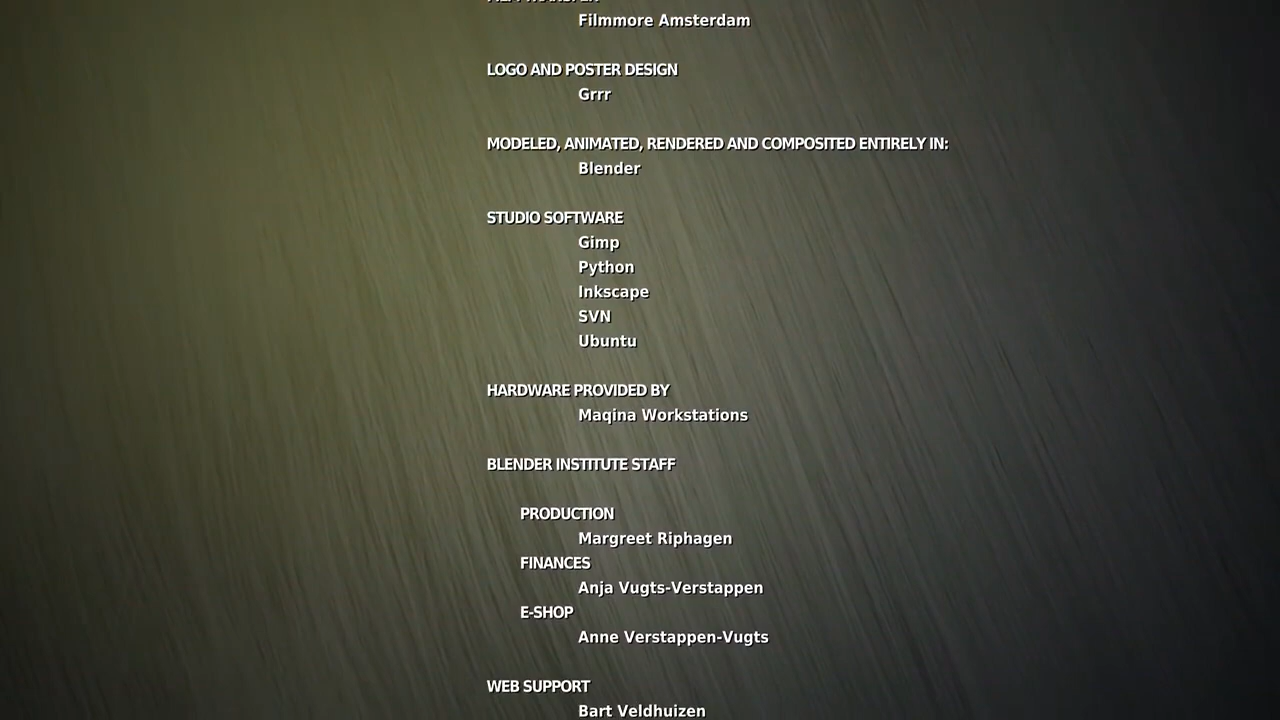 Filmmore Amsterdam
LOGO AND POSTER DESIGN
Grrr
MODELED, ANIMATED, RENDERED AND COMPOSITED ENTIRELY IN:
Blender
STUDIO SOFTWARE
Gimp
Python
Inkscape
SVN
Ubuntu
HARDWARE PROVIDED BY
Maqina Workstations
BLENDER INSTITUTE STAFF
PRODUCTION
Margreet Riphagen
FINANCES
Anja Vugts-Verstappen
E-SHOP
Anne Verstappen-Vugts
WEB SUPPORT
Bart Veldhuizen